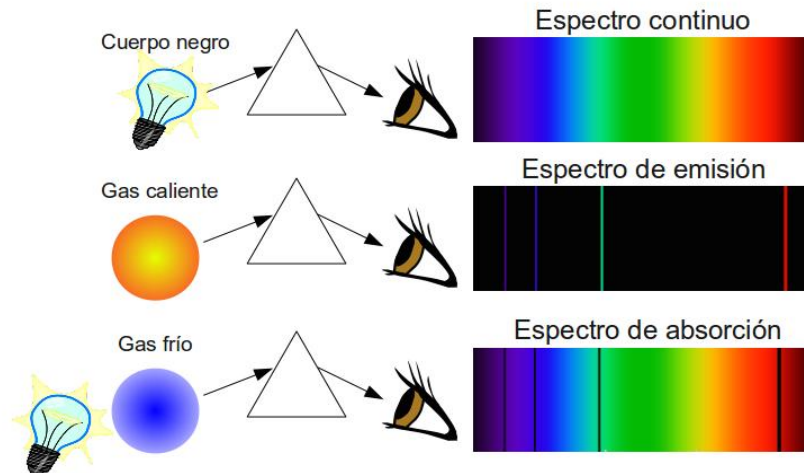 Cuerpo negro
Espectro continuo
Gas caliente
Espectro de emisión
Gas frío
Espectro de absorción